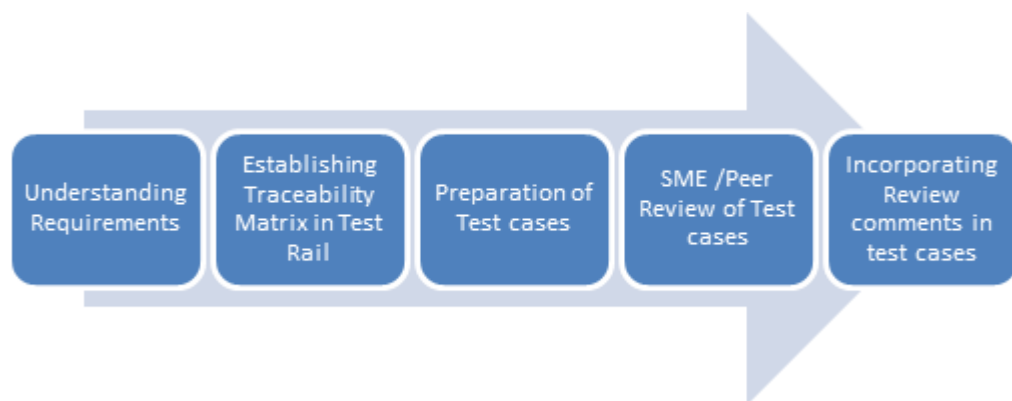 Understanding
Requirements
Establishing
Traceability
Matrix in Test
Rail
Preparation of
Test cases
SME /Peer
Review of Test
cases
Incorporating
Review
comments in
test cases